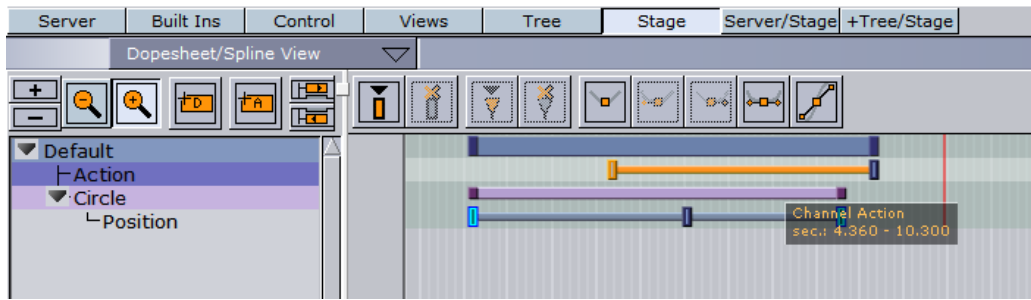 Server Built Ins Control Views Tree Stage Server/Stage +Tree/Stage
Dopesheet/Spline View
+ D A
-
Default
Action
Circle
Position
Channel Action
sec.: 4.360 - 10.300